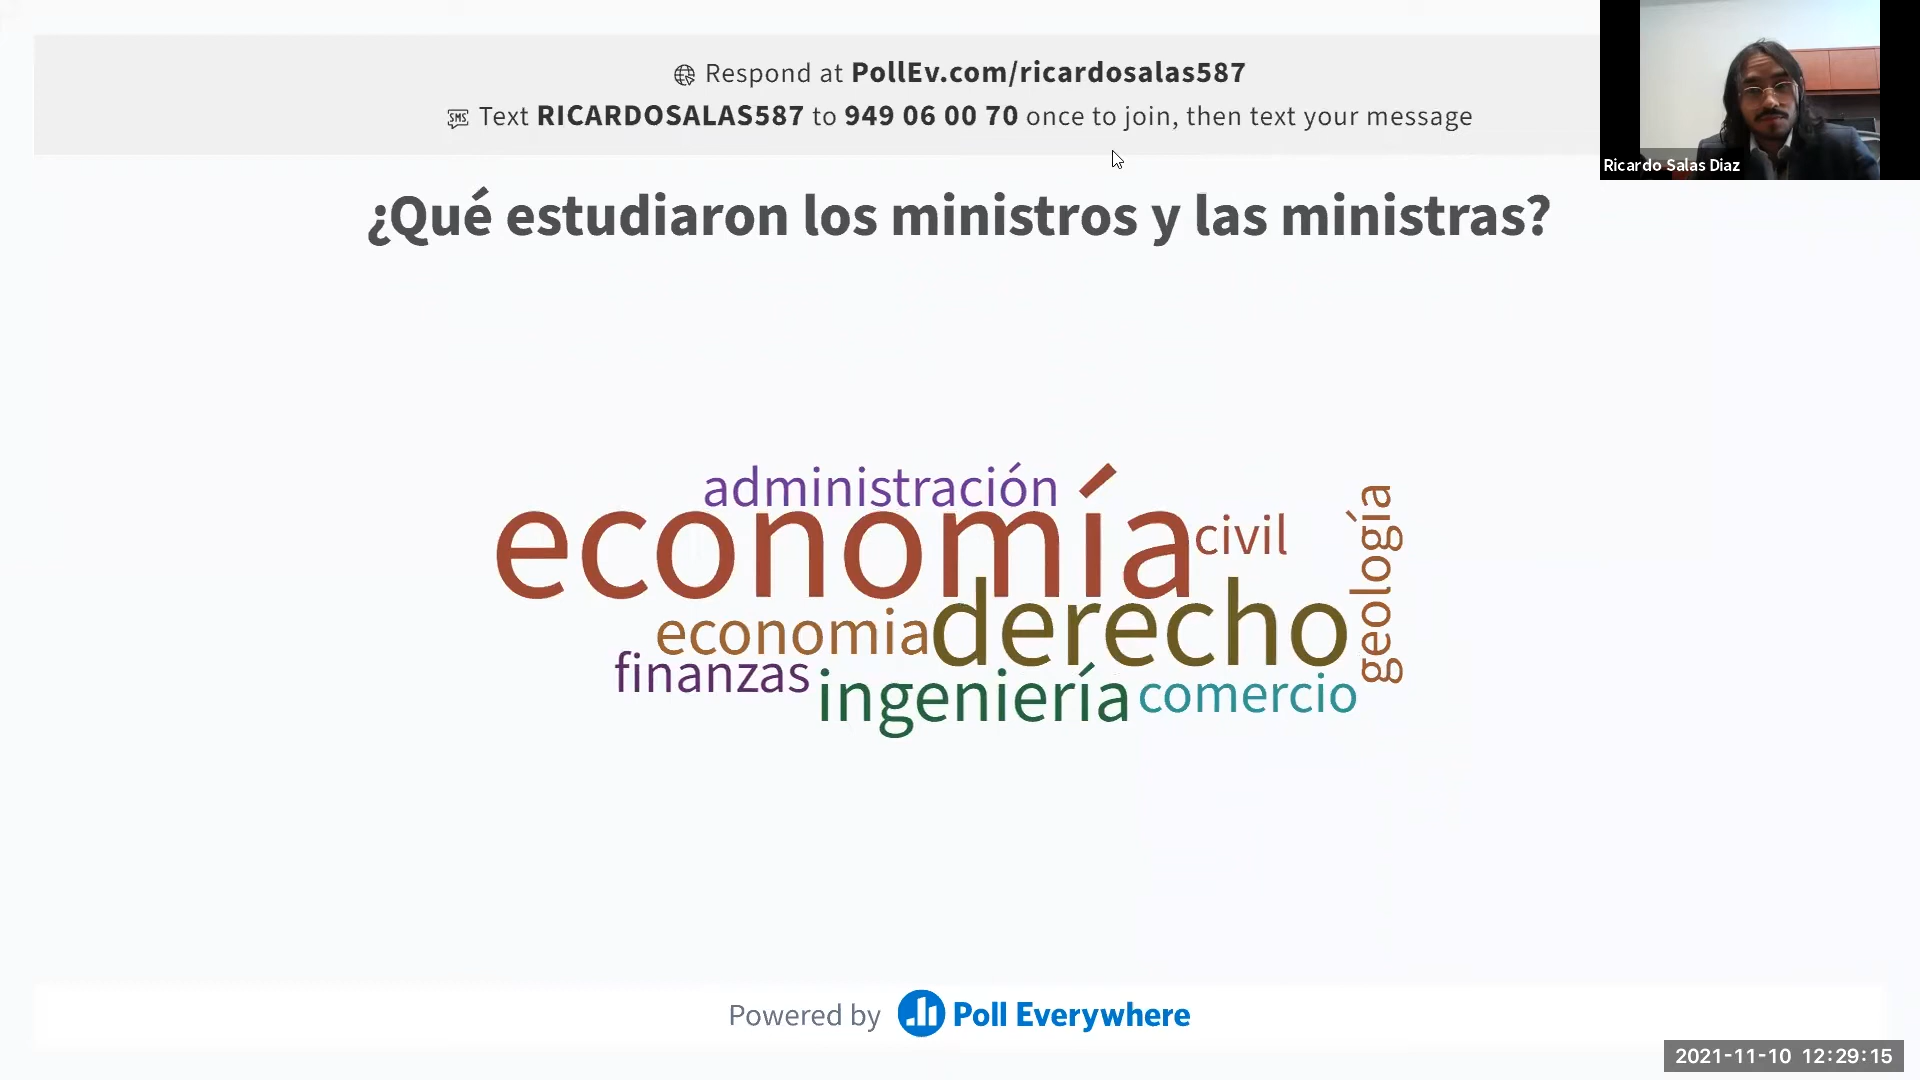 Respond at PollEv.com/ricardosalas587
SMS Text RICARDOSALAS587 to 949 06 00 70 once to join, then text your message
Ricardo Salas Diaz
¿Qué estudiaron los ministros y las ministras?
administración
economía
civil
geología
economia
derecho
finanzas
ingeniería
comercio
Powered by Poll Everywhere
2021-11-10 12:29:15